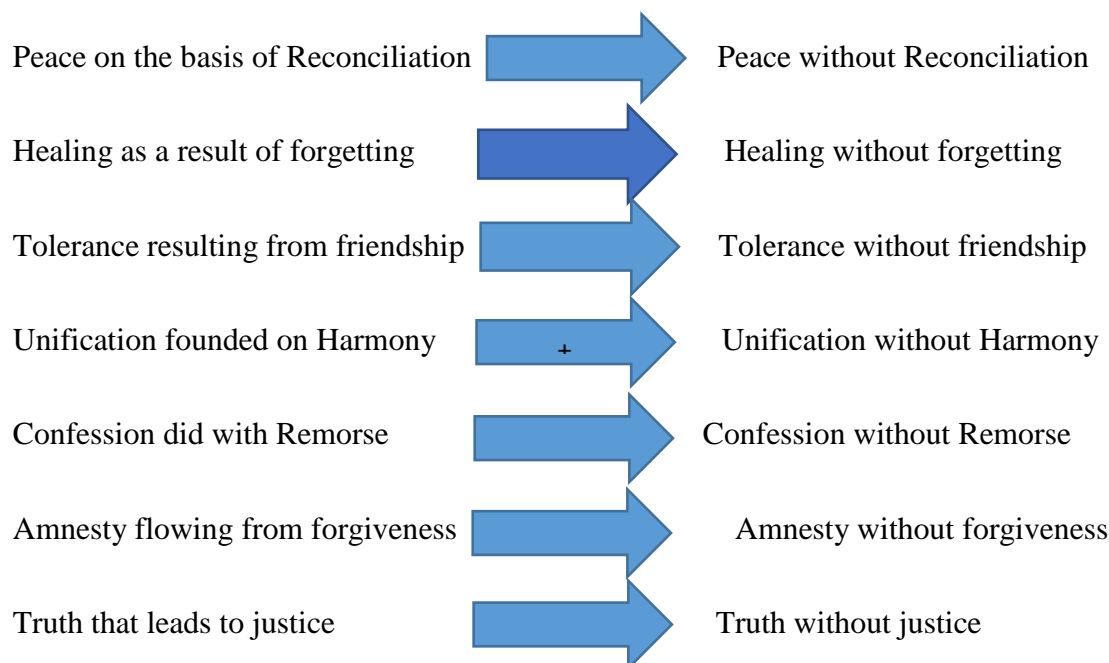 Peace on the basis of Reconciliation Peace without Reconciliation
Healing as a result of forgetting Healing without forgetting
Tolerance resulting from friendship Tolerance without friendship
Unification founded on Harmony + Unification without Harmony
Confession did with Remorse Confession without Remorse
Amnesty flowing from forgiveness Amnesty without forgiveness
Truth that leads to justice Truth without justice